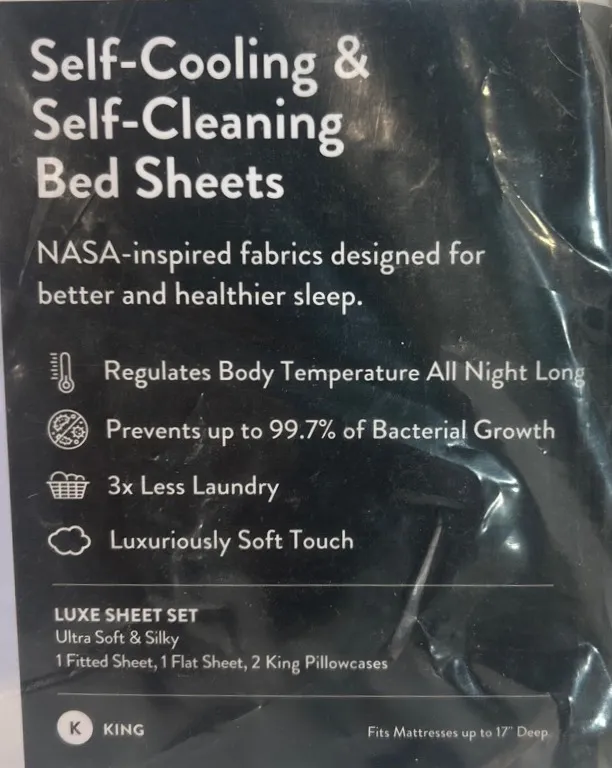 Self-Cooling &
Self-Cleaning
Bed Sheets
NASA-inspired fabrics designed for
better and healthier sleep.
Regulates Body Temperature All Night Long
Prevents up to 99.7% of Bacterial Growth
3x Less Laundry
Luxuriously Soft Touch
LUXE SHEET SET
Ultra Soft & Silky
1 Fitted Sheet, 1 Flat Sheet, 2 King Pillowcases
K KING
Fits Mattresses up to 17" Deep